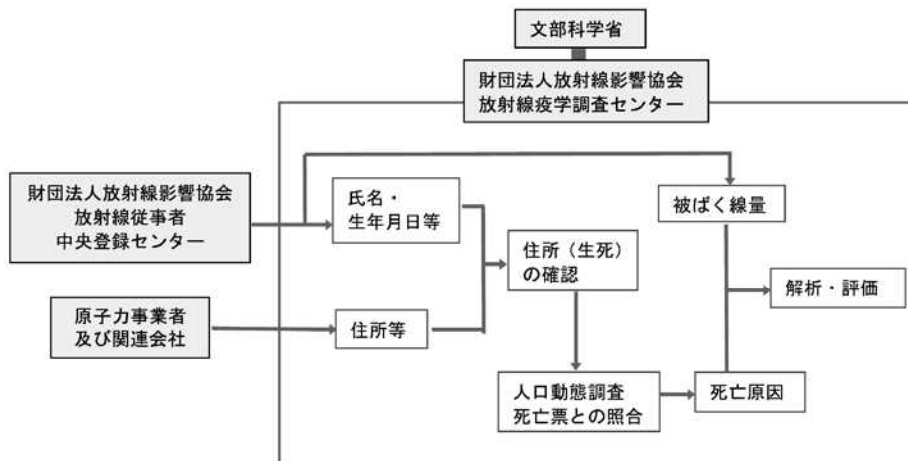 文部科学省
財団法人放射線影響協会
放射線疫学調査センター
財団法人放射線影響協会
放射線従事者
中央登録センター
氏名・
生年月日等
被ばく線量
住所（生死）
の確認
解析・評価
原子力事業者
及び関連会社
住所等
人口動態調査
死亡票との照合
死亡原因